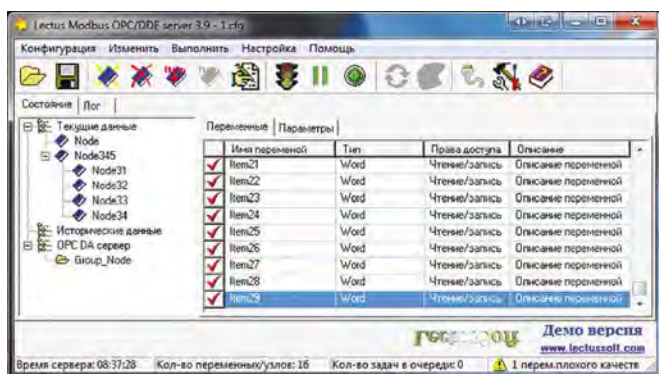 Lectus Modbus OPC/DDE server 3.9 - 1.cfg
Конфигурация Изменить Выполнить Настройка Помощь
Состояние Лог
Текущие данные
Node
Node345
Node31
Node32
Node33
Node34
Исторические данные
OPC DA сервер
Group_Node
Переменные Параметры
Имя переменой Тип Права доступа Описание
Item21 Word Чтение/запись Описание переменной
Item22 Word Чтение/запись Описание переменной
Item23 Word Чтение/запись Описание переменной
Item24 Word Чтение/запись Описание переменной
Item25 Word Чтение/запись Описание переменной
Item26 Word Чтение/запись Описание переменной
Item27 Word Чтение/запись Описание переменной
Item28 Word Чтение/запись Описание переменной
Item29 Word Чтение/запись Описание переменной
Демо версия
www.lectussoft.com
Время сервера: 08:37:28 Кол-во переменных/узлов: 16 Кол-во задач в очереди: 0 1 перем.плохого качеств